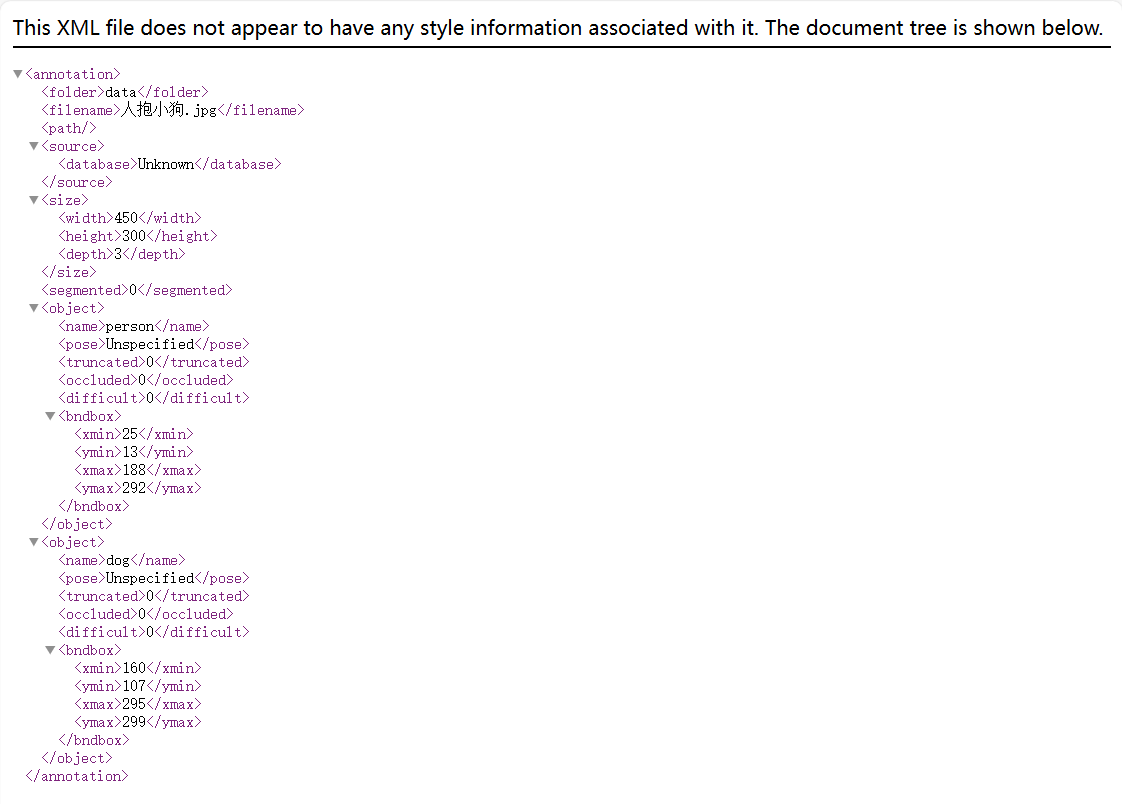 This XML file does not appear to have any style information associated with it. The document tree is shown below.
▼<annotation>
<folder>data</folder>
<filename>人抱小狗.jpg</filename>
<path/>
▼<source>
<database>Unknown</database>
</source>
▼<size>
<width>450</width>
<height>300</height>
<depth>3</depth>
</size>
<segmented>0</segmented>
▼<object>
<name>person</name>
<pose>Unspecified</pose>
<truncated>0</truncated>
<occluded>0</occluded>
<difficult>0</difficult>
▼<bndbox>
<xmin>25</xmin>
<ymin>13</ymin>
<xmax>188</xmax>
<ymax>292</ymax>
</bndbox>
</object>
▼<object>
<name>dog</name>
<pose>Unspecified</pose>
<truncated>0</truncated>
<occluded>0</occluded>
<difficult>0</difficult>
▼<bndbox>
<xmin>160</xmin>
<ymin>107</ymin>
<xmax>295</xmax>
<ymax>299</ymax>
</bndbox>
</object>
</annotation>